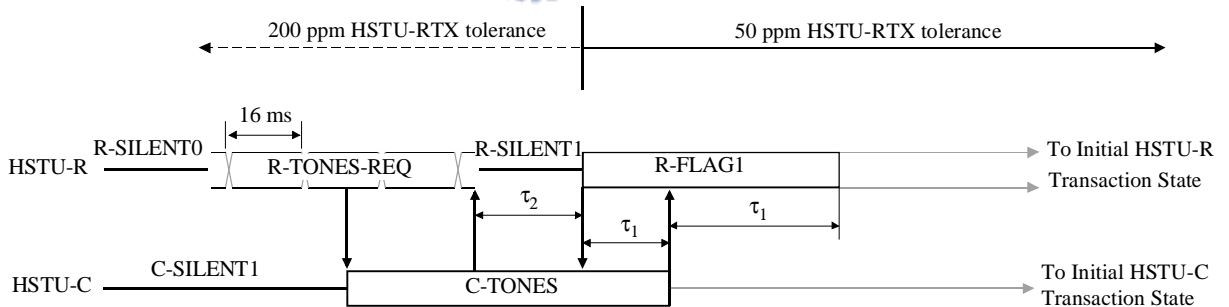 200 ppm HSTU-RTX tolerance
50 ppm HSTU-RTX tolerance
16 ms
R-SILENT0
R-TONES-REQ
R-SILENT1
R-FLAG1
HSTU-R
To Initial HSTU-R
Transaction State
τ2
τ1
τ1
C-SILENT1
C-TONES
HSTU-C
To Initial HSTU-C
Transaction State